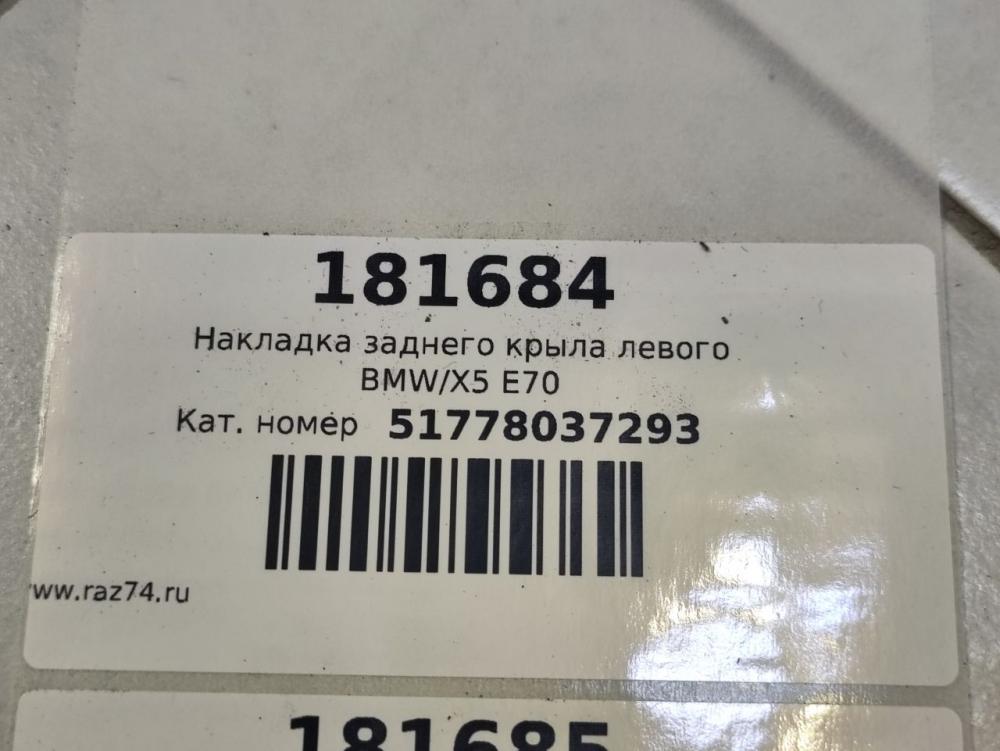 181684
Накладка заднего крыла левого
BMW/X5 E70
Кат. номер 51778037293
www.raz74.ru
181685